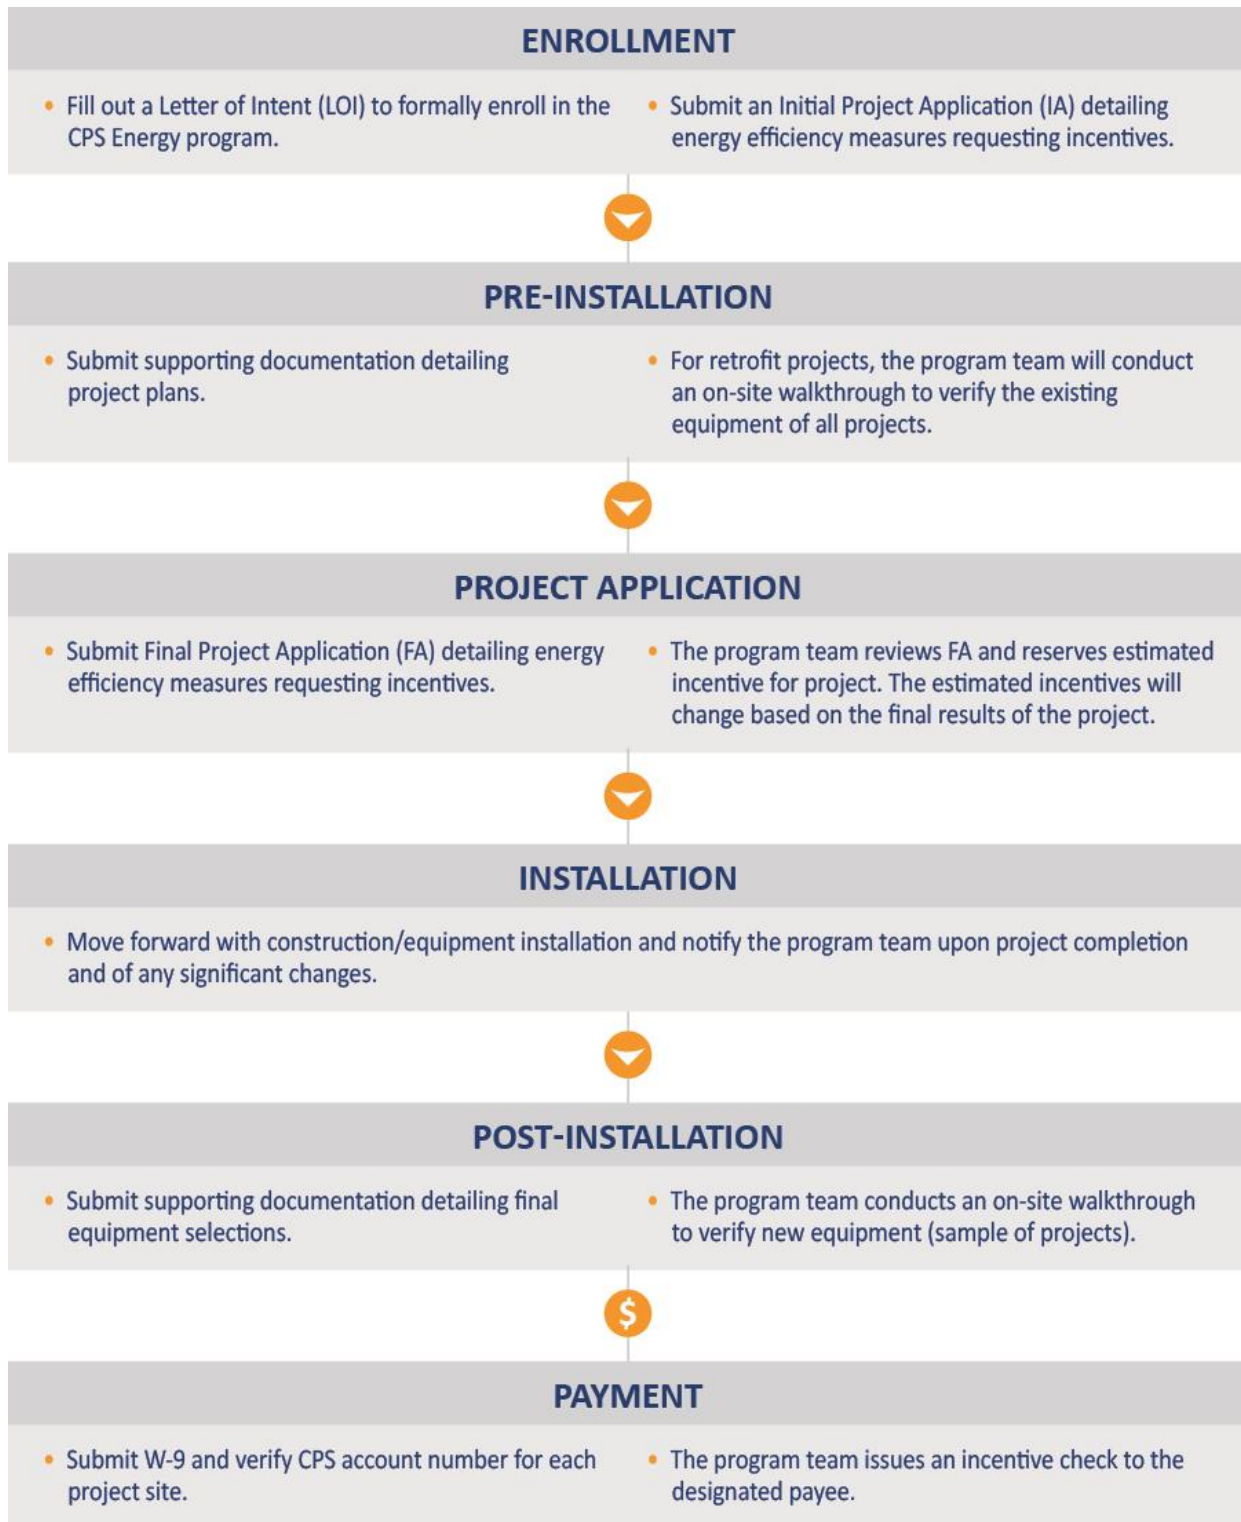 ENROLLMENT
• Fill out a Letter of Intent (LOI) to formally enroll in the
CPS Energy program.
• Submit an Initial Project Application (IA) detailing
energy efficiency measures requesting incentives.
PRE-INSTALLATION
• Submit supporting documentation detailing
project plans.
• For retrofit projects, the program team will conduct
an on-site walkthrough to verify the existing
equipment of all projects.
PROJECT APPLICATION
• Submit Final Project Application (FA) detailing energy
efficiency measures requesting incentives.
• The program team reviews FA and reserves estimated
incentive for project. The estimated incentives will
change based on the final results of the project.
INSTALLATION
• Move forward with construction/equipment installation and notify the program team upon project completion
and of any significant changes.
POST-INSTALLATION
• Submit supporting documentation detailing final
equipment selections.
• The program team conducts an on-site walkthrough
to verify new equipment (sample of projects).
$
PAYMENT
• Submit W-9 and verify CPS account number for each
project site.
• The program team issues an incentive check to the
designated payee.